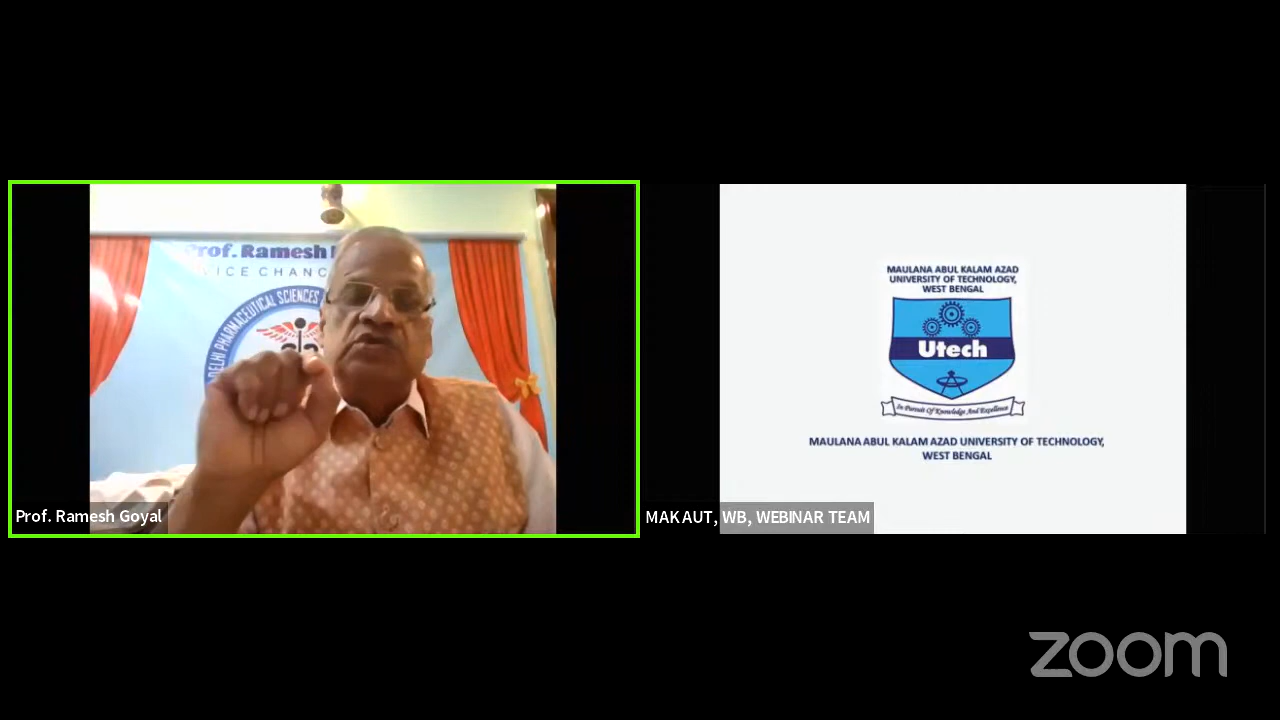 Prof. Ramesh
VICE CHANC
DELHI PHARMACEUTICAL SCIENCES
Prof. Ramesh Goyal
MAULANA ABUL KALAM AZAD
UNIVERSITY OF TECHNOLOGY,
WEST BENGAL
Utech
In Pursuit Of Knowledge And Excellence
MAULANA ABUL KALAM AZAD UNIVERSITY OF TECHNOLOGY,
WEST BENGAL
MAKAUT, WB, WEBINAR TEAM
zoom